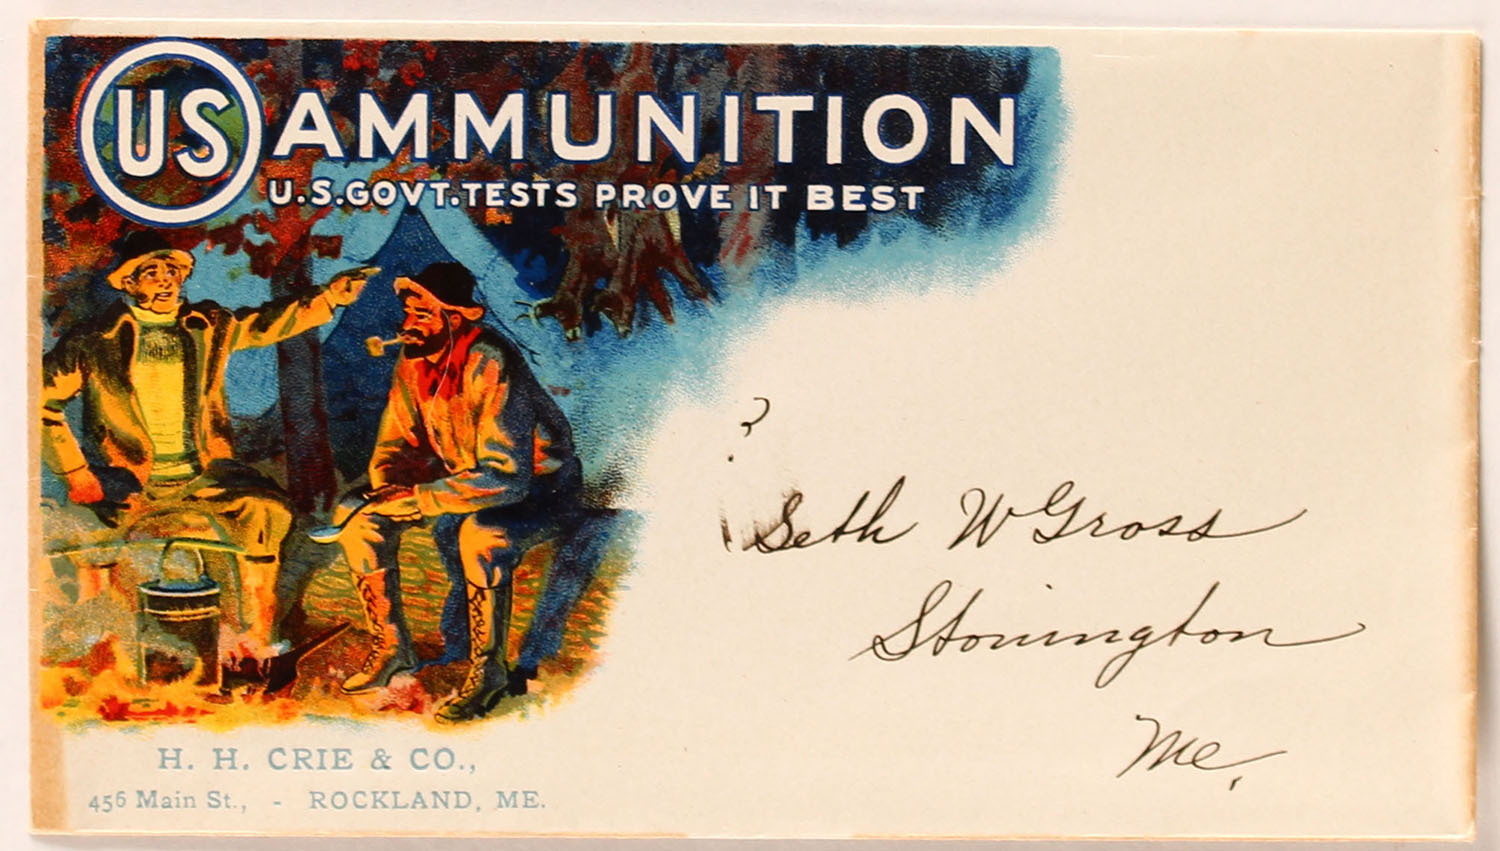 US AMMUNITION
U.S. GOVT. TESTS PROVE IT BEST
?
Seth W Gross
Stonington
Me.
H. H. CRIE & CO.,
456 Main St., - ROCKLAND, ME.